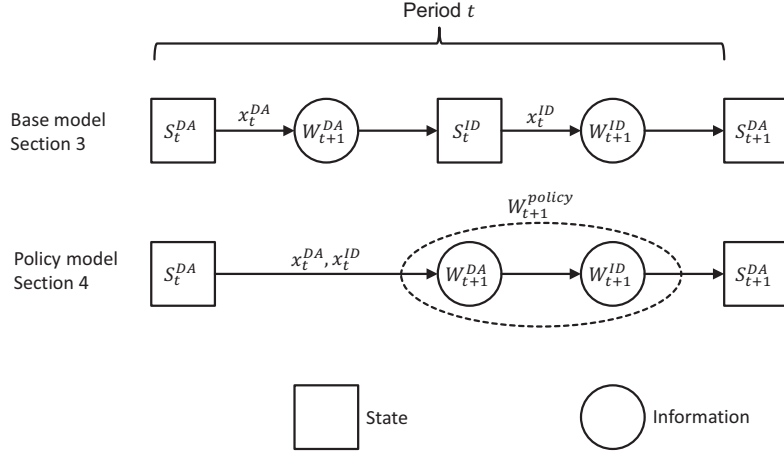 Period t
Base model
Section 3
S_t^{DA} x_t^{DA} W_{t+1}^{DA} S_t^{ID} x_t^{ID} W_{t+1}^{ID} S_{t+1}^{DA}
W_{t+1}^{policy}
Policy model
Section 4
S_t^{DA} x_t^{DA}, x_t^{ID} W_{t+1}^{DA} W_{t+1}^{ID} S_{t+1}^{DA}
State
Information